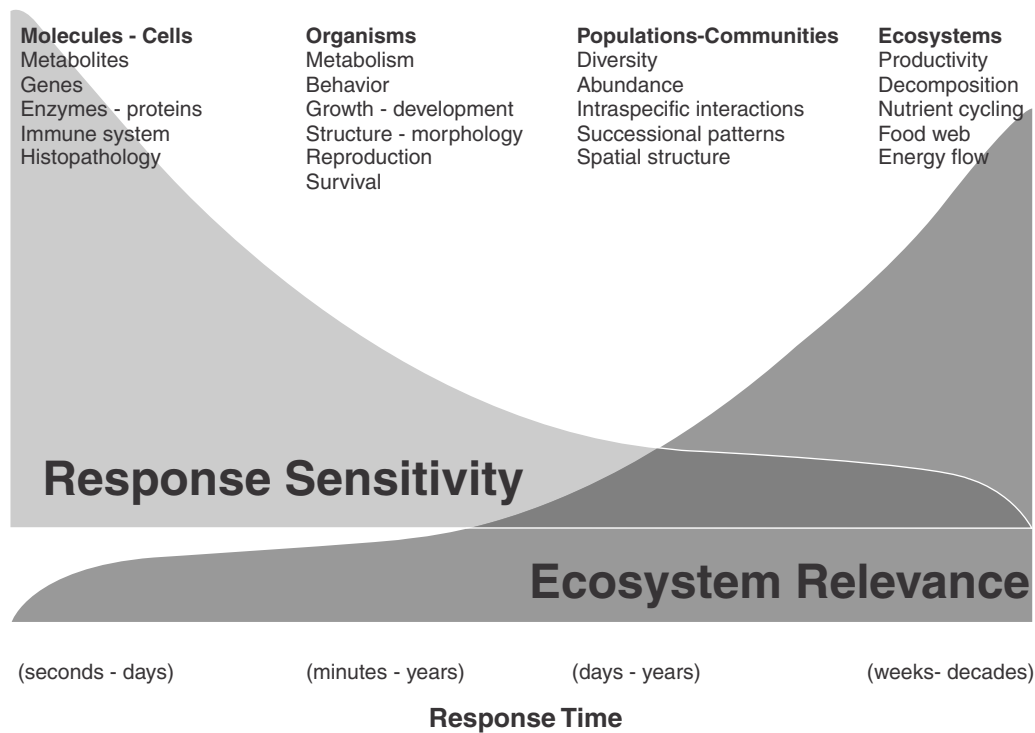 Molecules - Cells
Metabolites
Genes
Enzymes - proteins
Immune system
Histopathology
Organisms
Metabolism
Behavior
Growth - development
Structure - morphology
Reproduction
Survival
Populations-Communities
Diversity
Abundance
Intraspecific interactions
Successional patterns
Spatial structure
Ecosystems
Productivity
Decomposition
Nutrient cycling
Food web
Energy flow
Response Sensitivity
Ecosystem Relevance
(seconds - days)
(minutes - years)
(days - years)
(weeks- decades)
Response Time